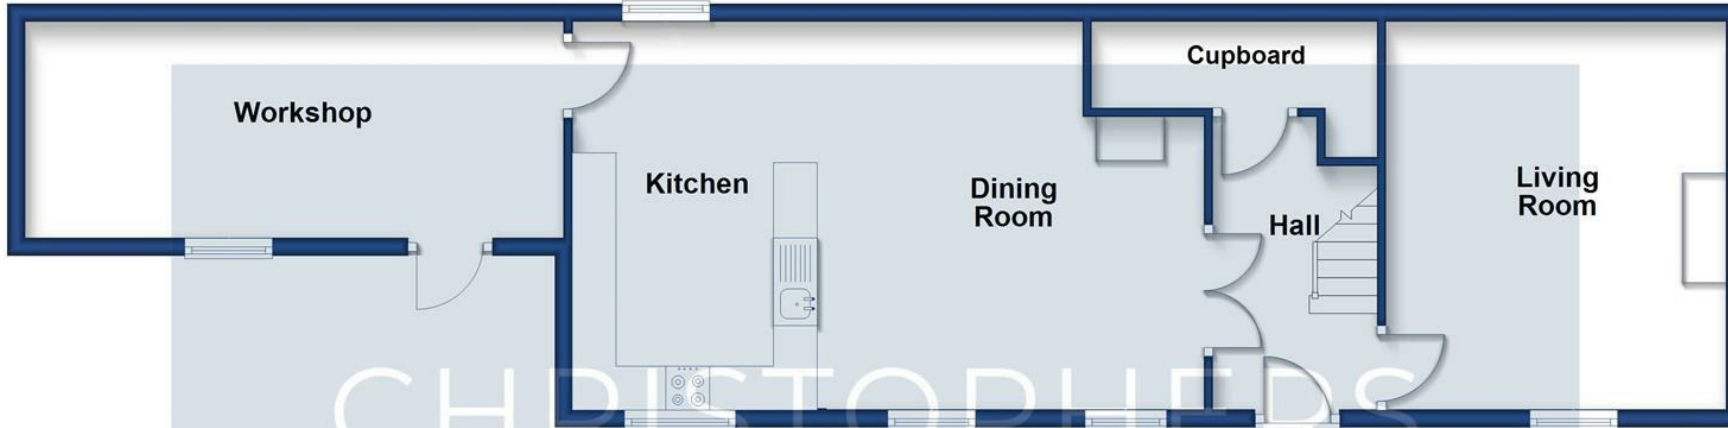 Cupboard
Workshop
Kitchen
Dining
Room
Hall
Living
Room
CHRISTOPHERS